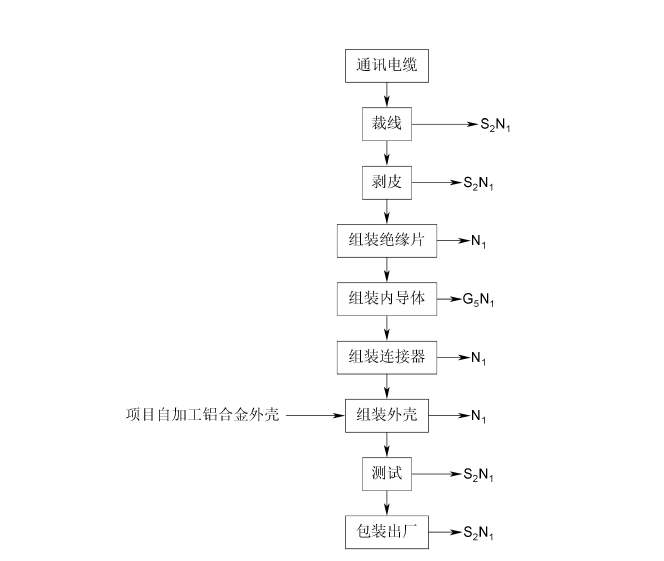 通讯电缆
裁线
S2N1
剥皮
S2N1
组装绝缘片
N1
组装内导体
G5N1
组装连接器
N1
项目自加工铝合金外壳
组装外壳
N1
测试
S2N1
包装出厂
S2N1